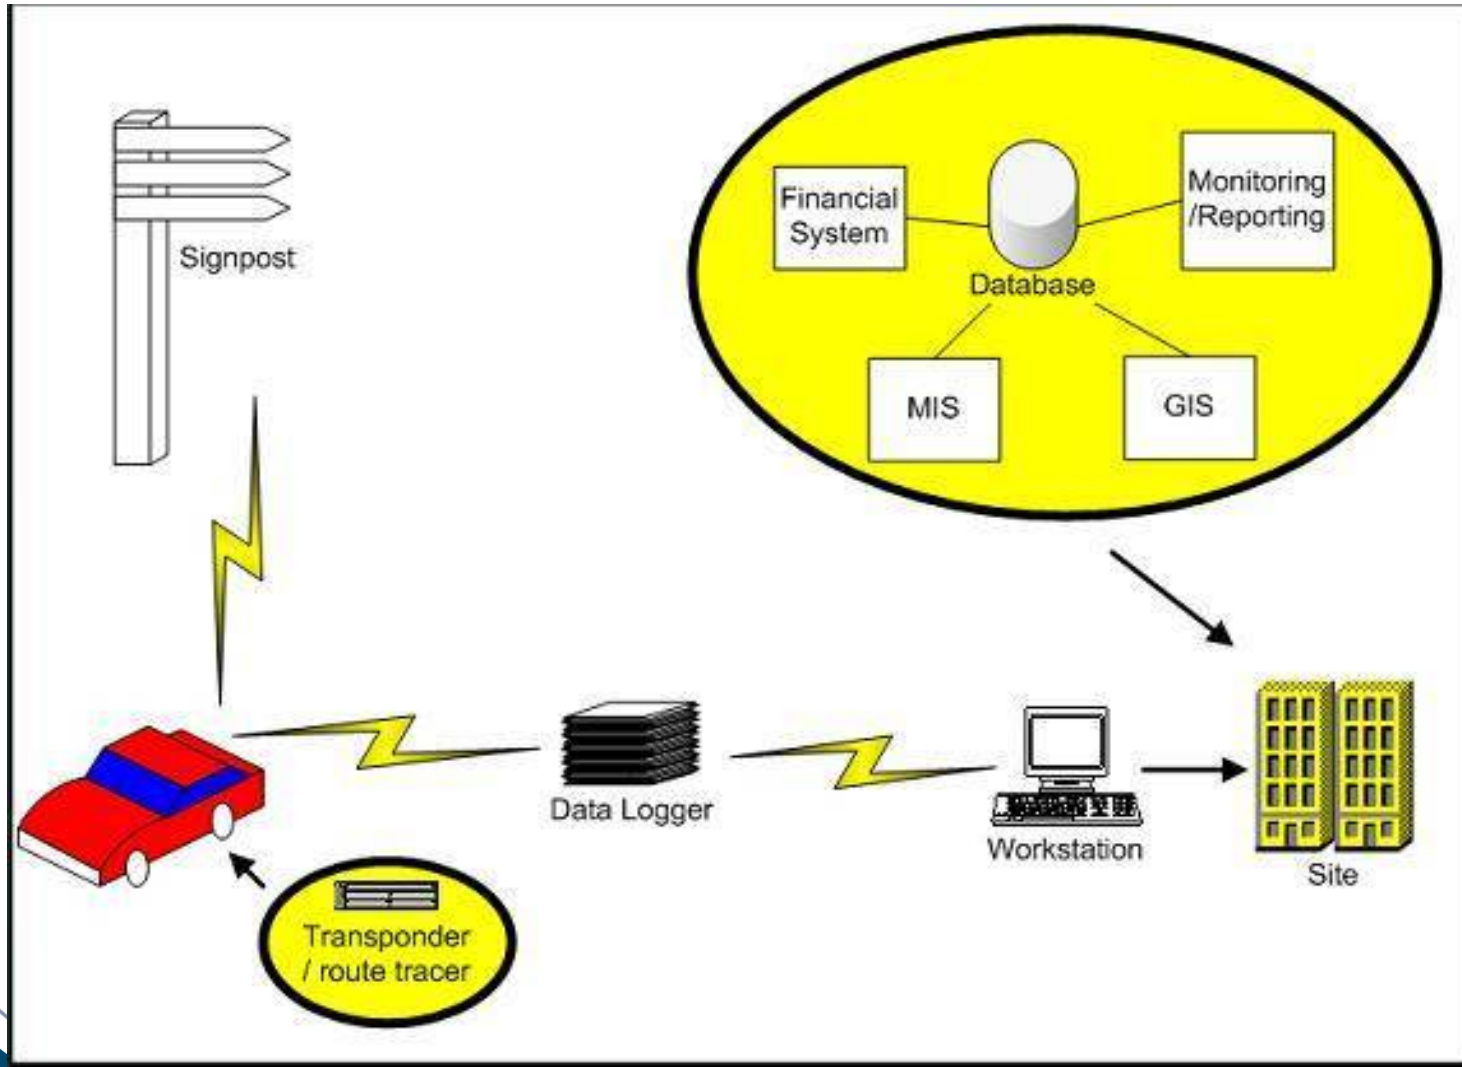 Signpost
Financial
System
Database
Monitoring
/Reporting
MIS
GIS
Data Logger
Workstation
Site
Transponder
/ route tracer